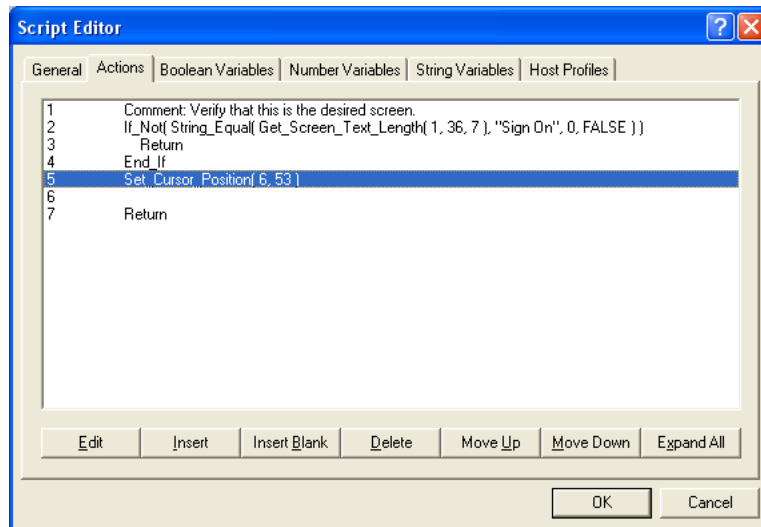 Script Editor
General Actions Boolean Variables Number Variables String Variables Host Profiles
1 Comment: Verify that this is the desired screen.
2 If_Not( String_Equal( Get_Screen_Text_Length( 1, 36, 7 ), "Sign On", 0, FALSE ) )
3 Return
4 End_If
5 Set_Cursor_Position( 6, 53 )
6
7 Return
Edit Insert Insert Blank Delete Move Up Move Down Expand All
OK Cancel